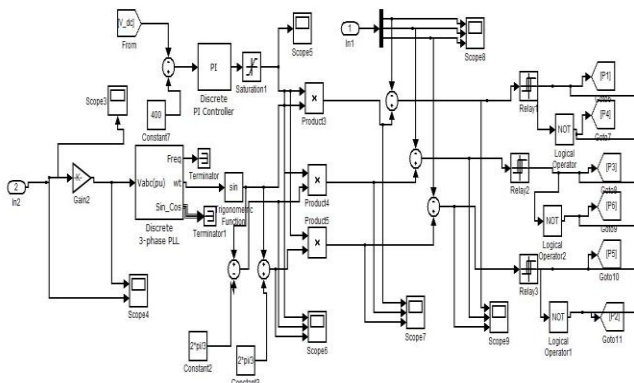 [V_dc]
From
400
Constant7
PI
Discrete
PI Controller
Saturation1
Scope5
1
In1
Scope8
Scope3
2
In2
-K-
Gain2
Vabc(pu)
Freq
wt
Sin_Cos
Discrete
3-phase PLL
Terminator
Terminator1
sin
Trigonometric
Function
×
Product3
×
Product4
Product5
×
Scope4
2*pi/3
Constant2
2*pi/3
Scope6
Scope7
Scope9
Relay1
Relay2
Relay3
NOT
Logical
Operator
NOT
Logical
Operator2
NOT
Logical
Operator1
[P1]
[P4]
Goto7
[P3]
[P6]
Goto9
[P5]
Goto10
[P2]
Goto11